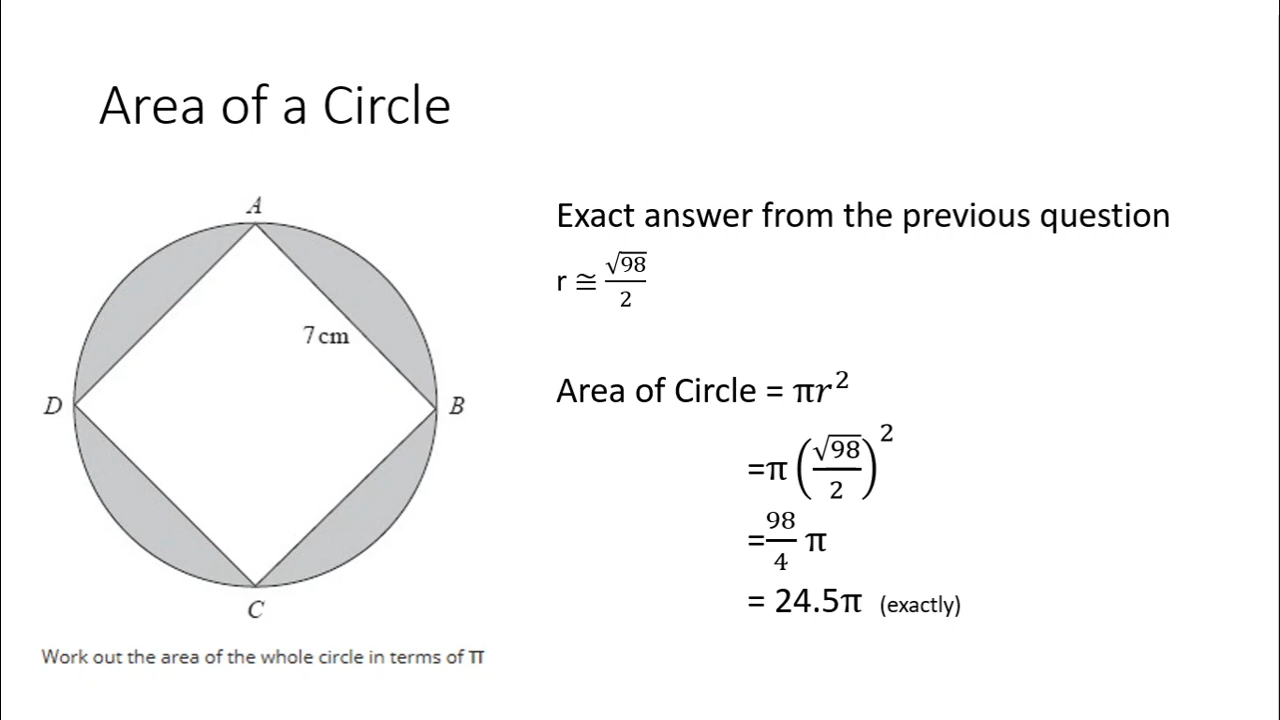 Area of a Circle
A
7 cm
D
B
C
Work out the area of the whole circle in terms of π
Exact answer from the previous question
r ≅ √98/2
Area of Circle = πr²
=π(√98/2)²
=98/4 π
= 24.5π (exactly)